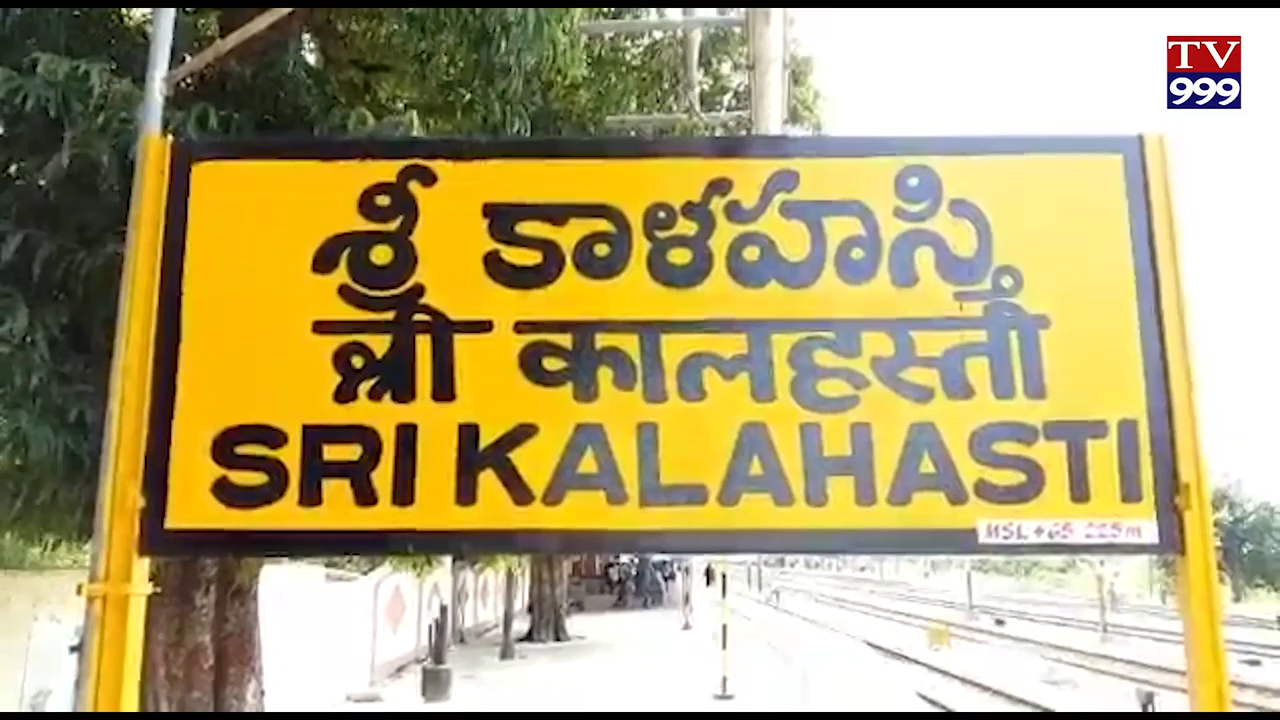 TV
999
శ్రీ కాళహస్తి
श्री कालहस्ती
SRI KALAHASTI
MSL + 65.225m